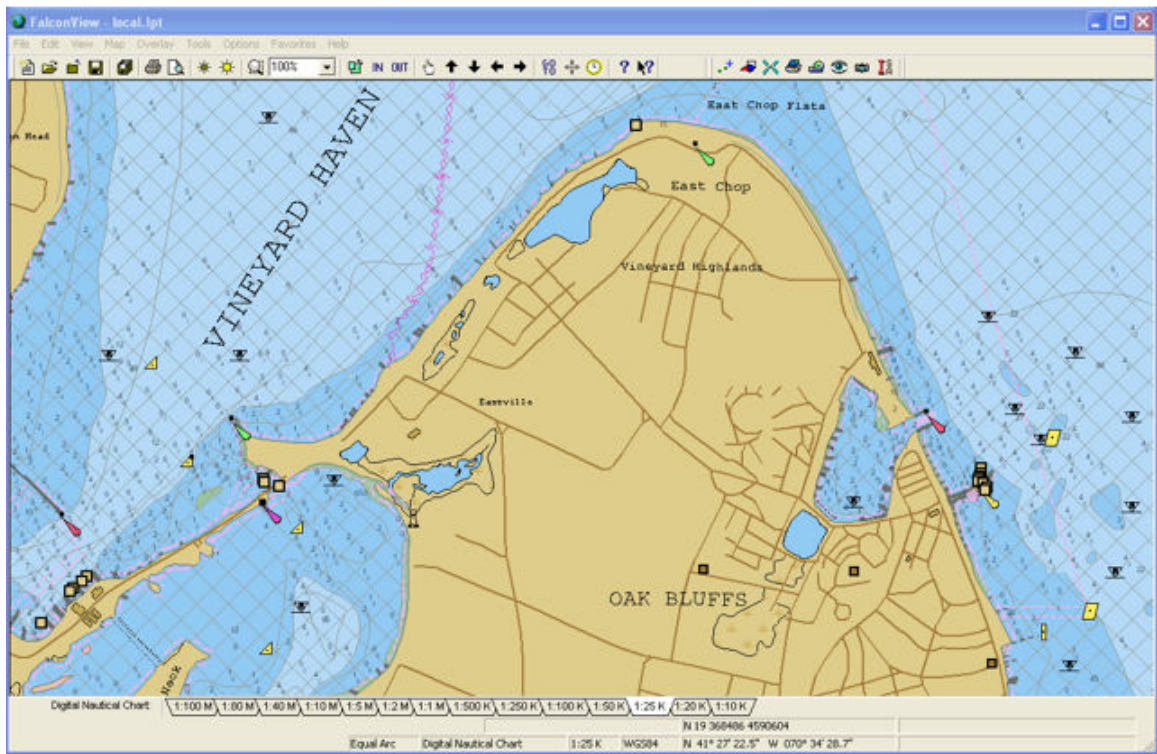 FalconView - local.lpt
File Edit View Map Overlay Tools Options Favorites Help
100% IN OUT
East Chop Flats
VINEYARD HAVEN
East Chop
Vineyard Highlands
Eastville
OAK BLUFFS
Neck
Digital Nautical Chart 1:100 M 1:80 M 1:40 M 1:10 M 1:5 M 1:2 M 1:1 M 1:500 K 1:250 K 1:100 K 1:50 K 1:25 K 1:20 K 1:10 K
N 19 368486 4590604
Equal Arc Digital Nautical Chart 1:25 K WGS84 N 41° 27' 22.5" W 070° 34' 28.7"